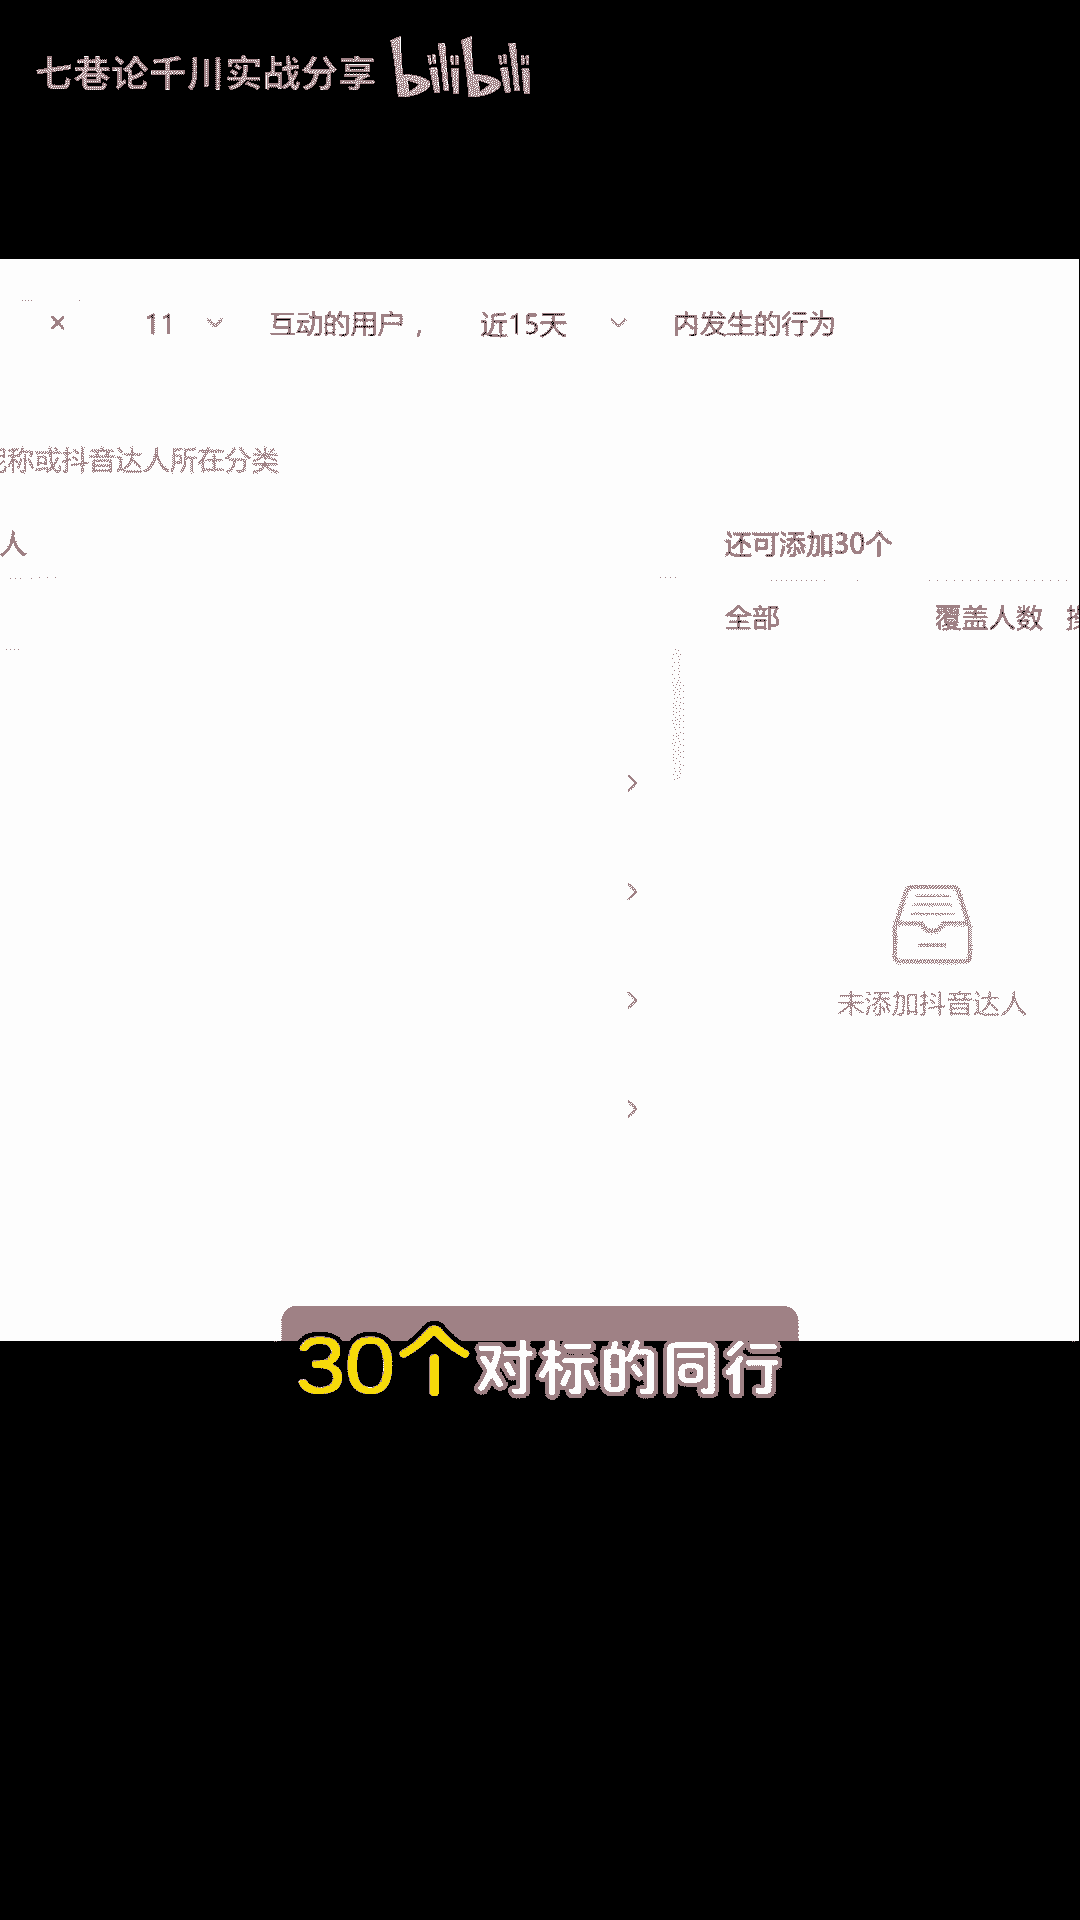 七巷论千川实战分享 bilibili
× 11 互动的用户， 近15天 内发生的行为
称或抖音达人所在分类
人 还可添加30个
全部 覆盖人数
未添加抖音达人
30个对标的同行